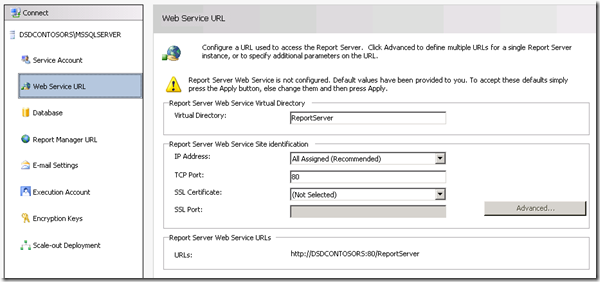 Connect
DSDCONTOSORS\MSSQLSERVER
Service Account
Web Service URL
Database
Report Manager URL
E-mail Settings
Execution Account
Encryption Keys
Scale-out Deployment
Web Service URL
Configure a URL used to access the Report Server. Click Advanced to define multiple URLs for a single Report Server
instance, or to specify additional parameters on the URL.
Report Server Web Service is not configured. Default values have been provided to you. To accept these defaults simply
press the Apply button, else change them and then press Apply.
Report Server Web Service Virtual Directory
Virtual Directory: ReportServer
Report Server Web Service Site identification
IP Address: All Assigned (Recommended)
TCP Port: 80
SSL Certificate: (Not Selected)
SSL Port:
Advanced...
Report Server Web Service URLs
URLs: http://DSDCONTOSORS:80/ReportServer